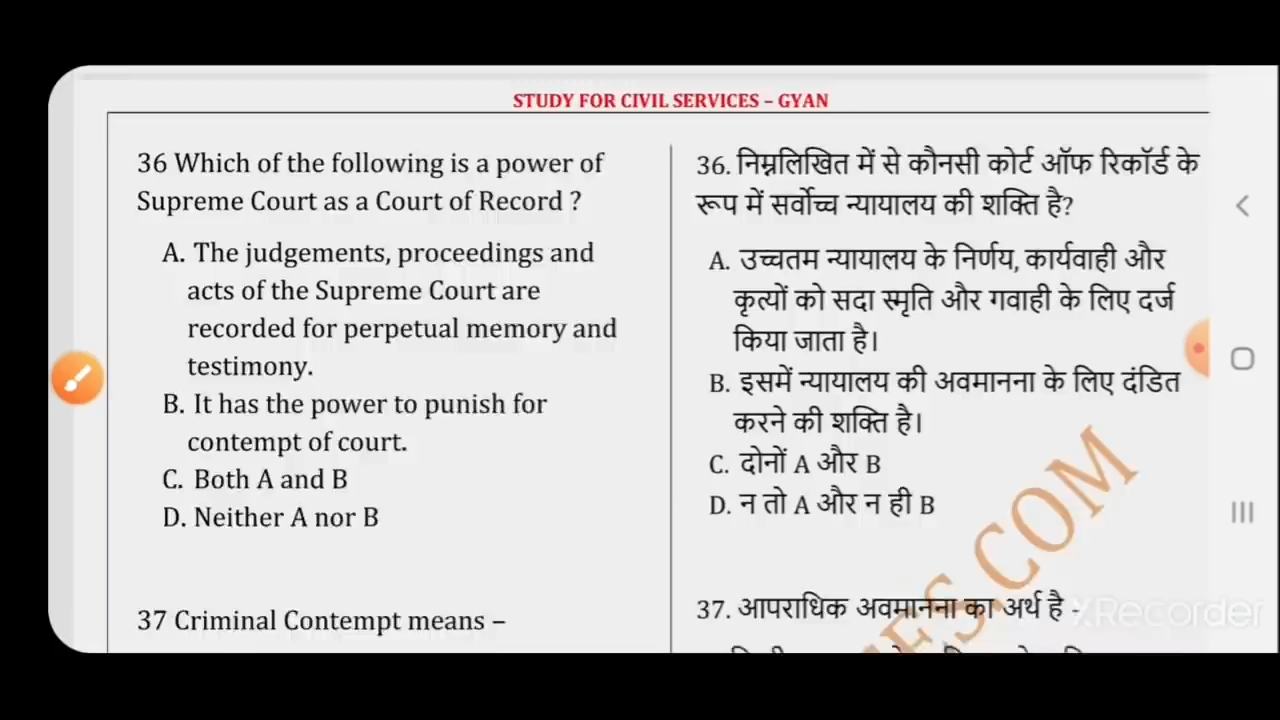 STUDY FOR CIVIL SERVICES – GYAN
36 Which of the following is a power of
Supreme Court as a Court of Record ?
A. The judgements, proceedings and
acts of the Supreme Court are
recorded for perpetual memory and
testimony.
B. It has the power to punish for
contempt of court.
C. Both A and B
D. Neither A nor B
37 Criminal Contempt means –
36. निम्नलिखित में से कौनसी कोर्ट ऑफ रिकॉर्ड के
रूप में सर्वोच्च न्यायालय की शक्ति है?
A. उच्चतम न्यायालय के निर्णय, कार्यवाही और
कृत्यों को सदा स्मृति और गवाही के लिए दर्ज
किया जाता है।
B. इसमें न्यायालय की अवमानना के लिए दंडित
करने की शक्ति है।
C. दोनों A और B
D. न तो A और न ही B
37. आपराधिक अवमानना का अर्थ है -
XRecorder